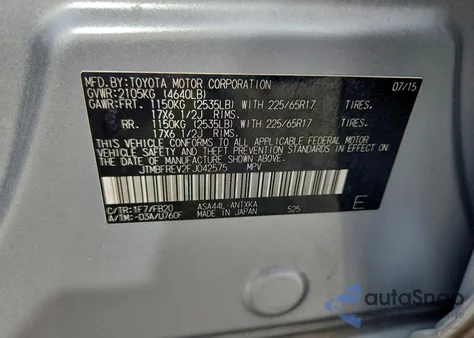 MFD.BY:TOYOTA MOTOR CORPORATION 07/15
GVWR:2105KG (4640LB)
GAWR:FRT. 1150KG (2535LB) WITH 225/65R17 TIRES.
17X6 1/2J RIMS.
RR. 1150KG (2535LB) WITH 225/65R17 TIRES.
17X6 1/2J RIMS.
THIS VEHICLE CONFORMS TO ALL APPLICABLE FEDERAL MOTOR
VEHICLE SAFETY AND THEFT PREVENTION STANDARDS IN EFFECT ON
THE DATE OF MANUFACTURE SHOWN ABOVE.
JTMBFREV2FJ042575 MPV
C/TR:1F7/FB20 ASA44L-ANTXKA
A/TM:-03A/U760F MADE IN JAPAN 525 E
autoSnap